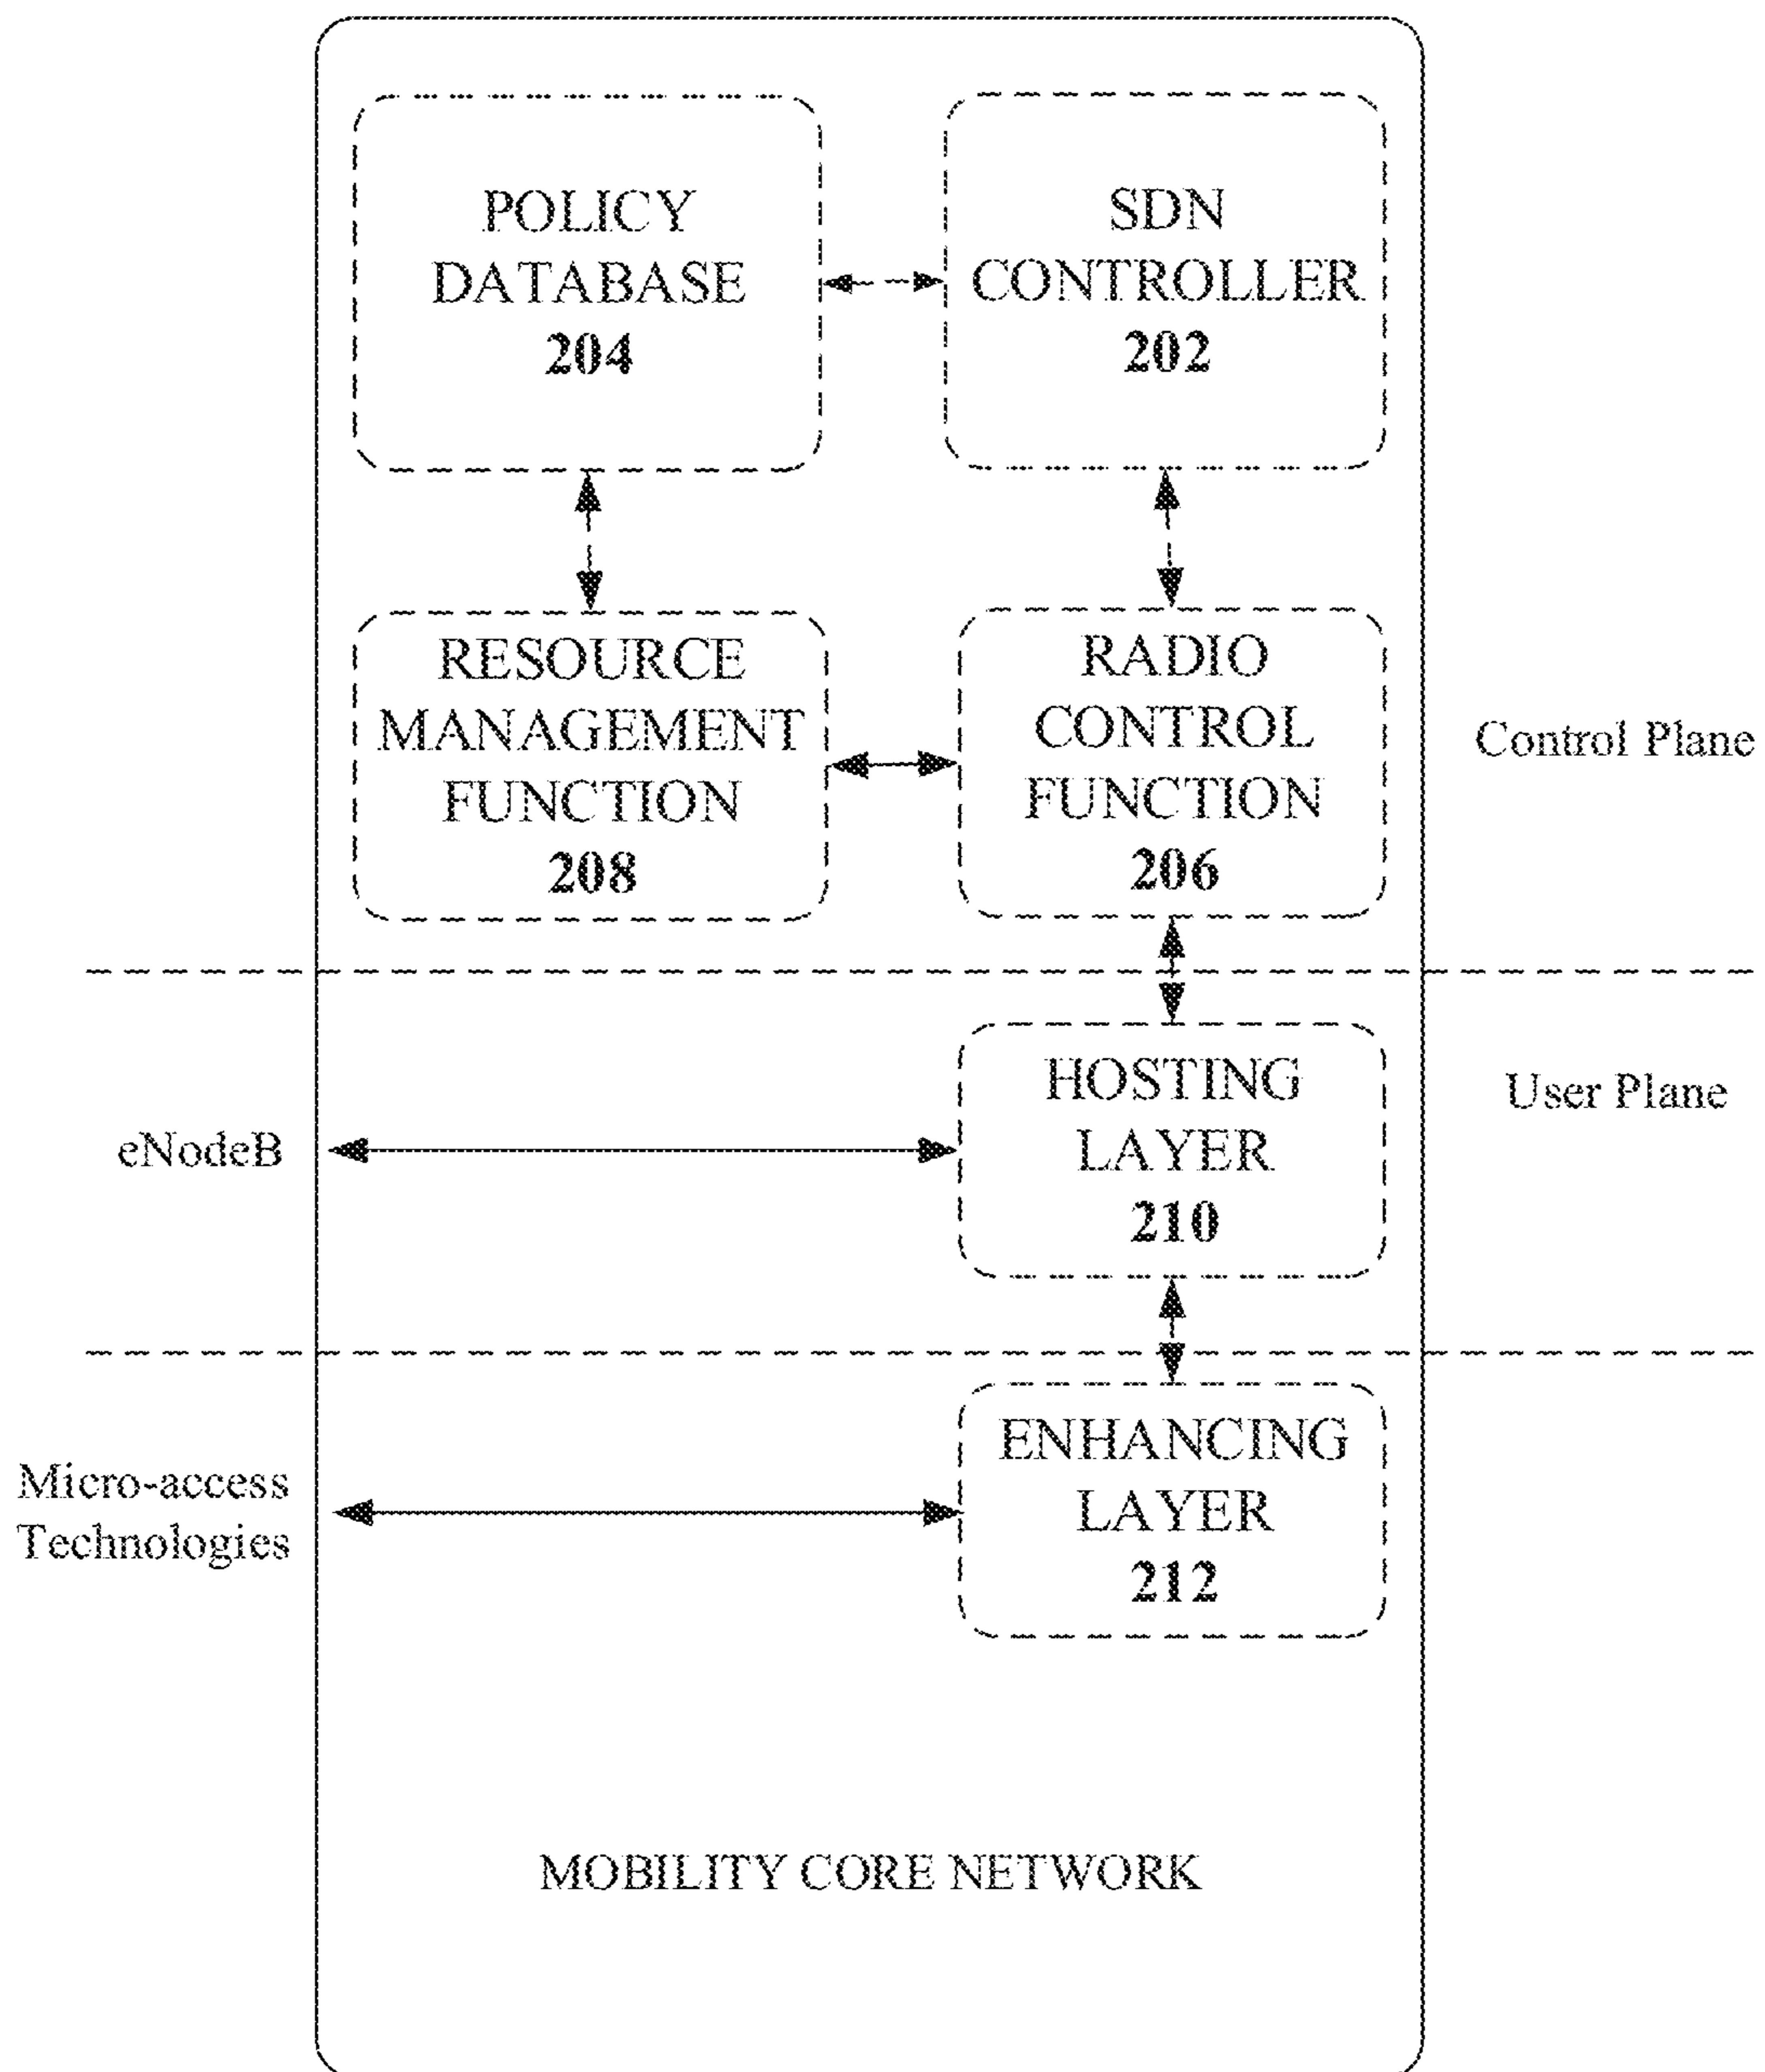 POLICY
DATABASE
204
SDN
CONTROLLER
202
RESOURCE
MANAGEMENT
FUNCTION
208
RADIO
CONTROL
FUNCTION
206
Control Plane
HOSTING
LAYER
210
User Plane
eNodeB
ENHANCING
LAYER
212
Micro-access
Technologies
MOBILITY CORE NETWORK